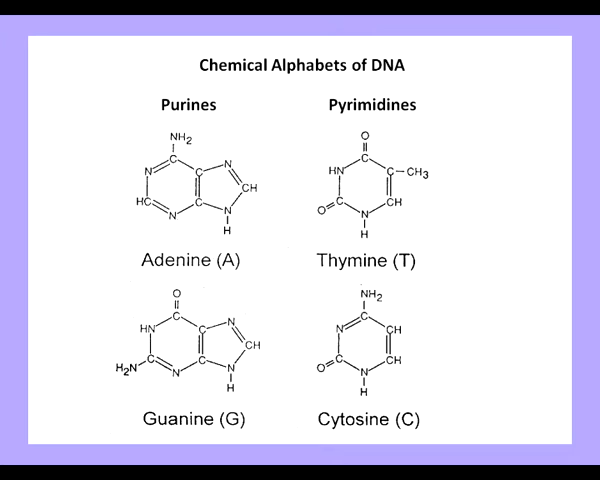 Chemical Alphabets of DNA
Purines Pyrimidines
NH2
N C C N CH N H C N HC
Adenine (A)
O
HN C C CH3 CH N H C O
Thymine (T)
O
HN C C N CH N H C N C H2N
Guanine (G)
NH2
N C CH CH N H C O
Cytosine (C)